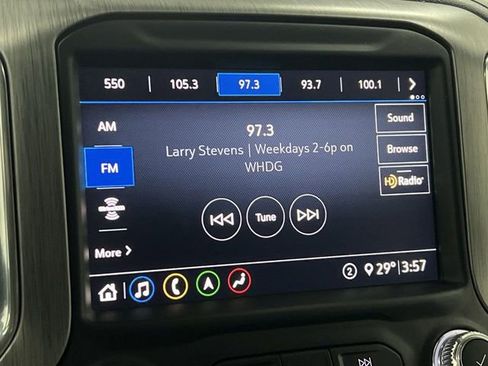 550 | 105.3 | 97.3 | 93.7 | 100.1
AM
97.3
Sound
Larry Stevens | Weekdays 2-6p on
WHDG
Browse
FM
HD Radio
Tune
More
2 29° 3:57